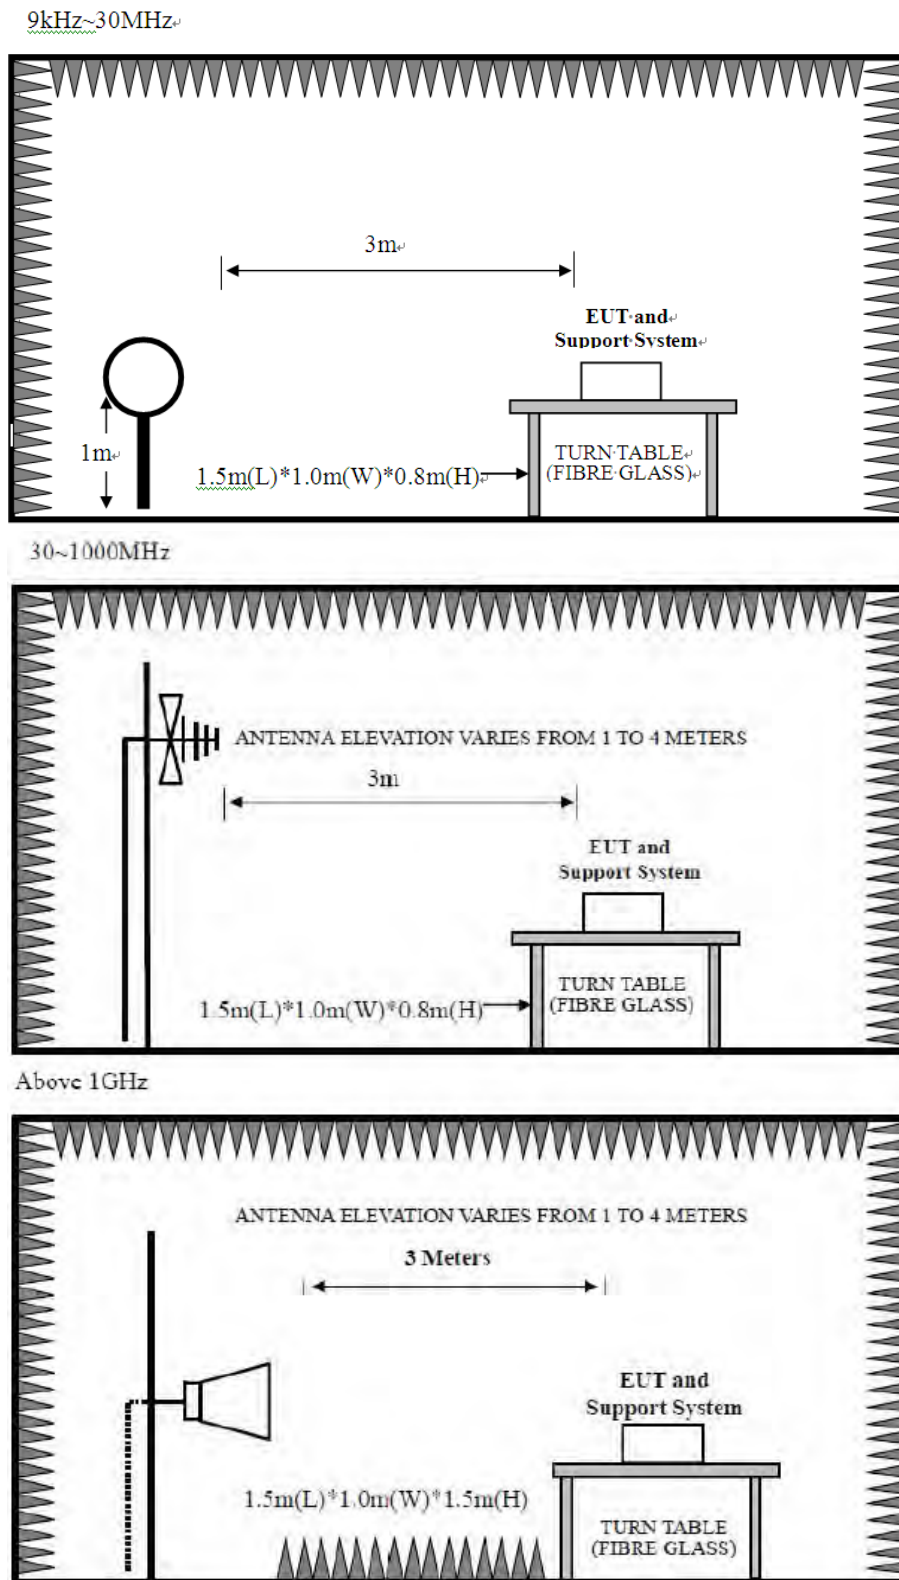 9kHz~30MHz
3m
EUT and
Support System
1m
TURN TABLE
(FIBRE GLASS)
1.5m(L)*1.0m(W)*0.8m(H)
30~1000MHz
ANTENNA ELEVATION VARIES FROM 1 TO 4 METERS
3m
EUT and
Support System
TURN TABLE
(FIBRE GLASS)
1.5m(L)*1.0m(W)*0.8m(H)
Above 1GHz
ANTENNA ELEVATION VARIES FROM 1 TO 4 METERS
3 Meters
EUT and
Support System
1.5m(L)*1.0m(W)*1.5m(H)
TURN TABLE
(FIBRE GLASS)